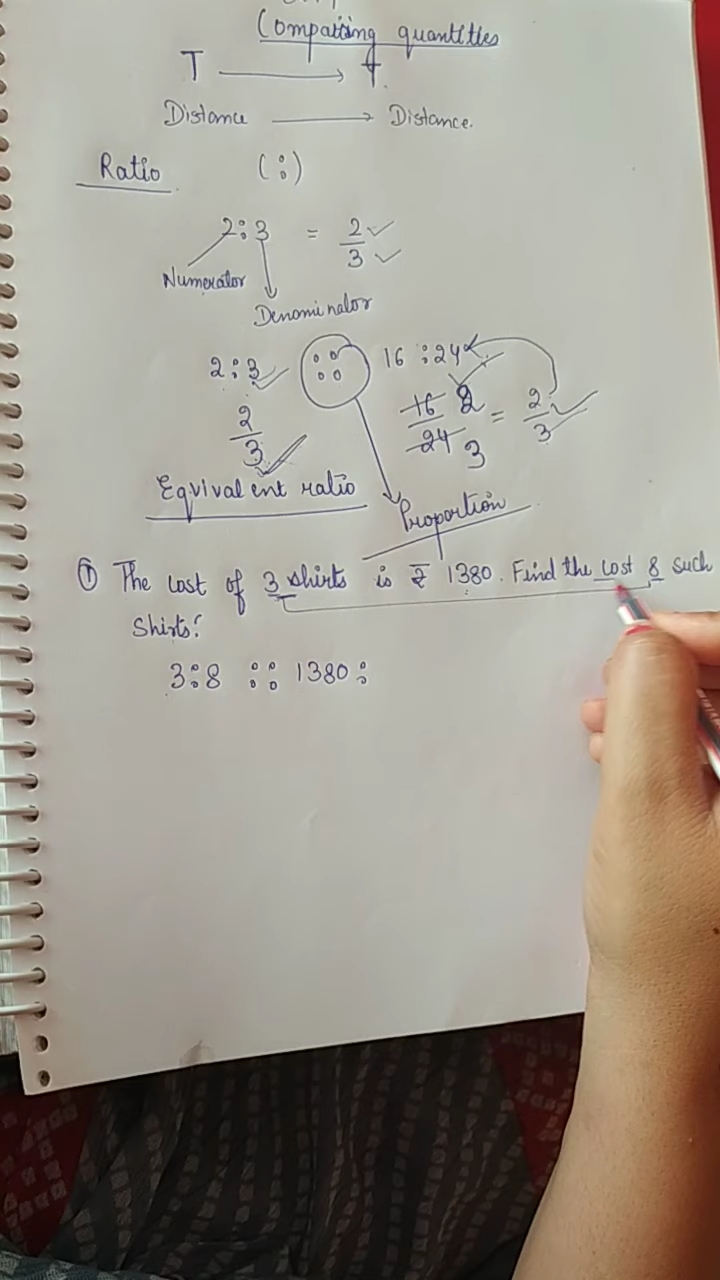 Comparing quantities
T → T
Distance → Distance.
Ratio (:)
2:3 = 2/3
Numerator
Denominator
2:3 :: 16:24
2/3 16/24 2/3 = 2/3
Equivalent ratio
Proportion
① The cost of 3 shirts is ₹ 1380. Find the cost 8 such
Shirts?
3:8 :: 1380: